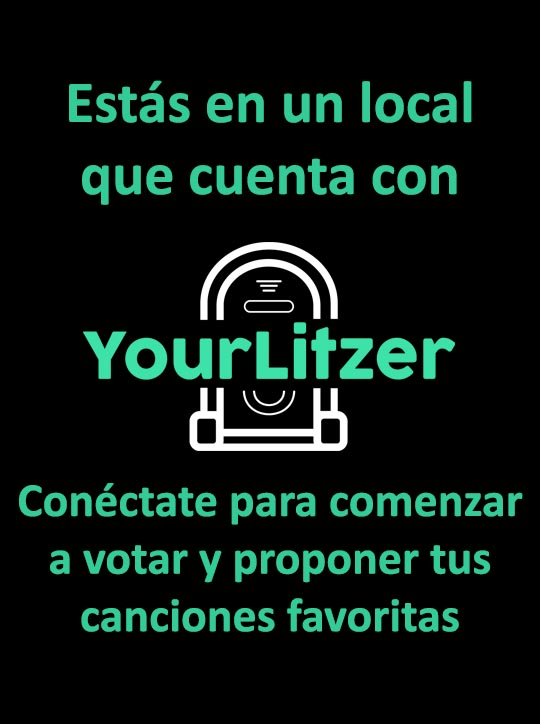 Estás en un local
que cuenta con
YourLitzer
Conéctate para comenzar
a votar y proponer tus
canciones favoritas